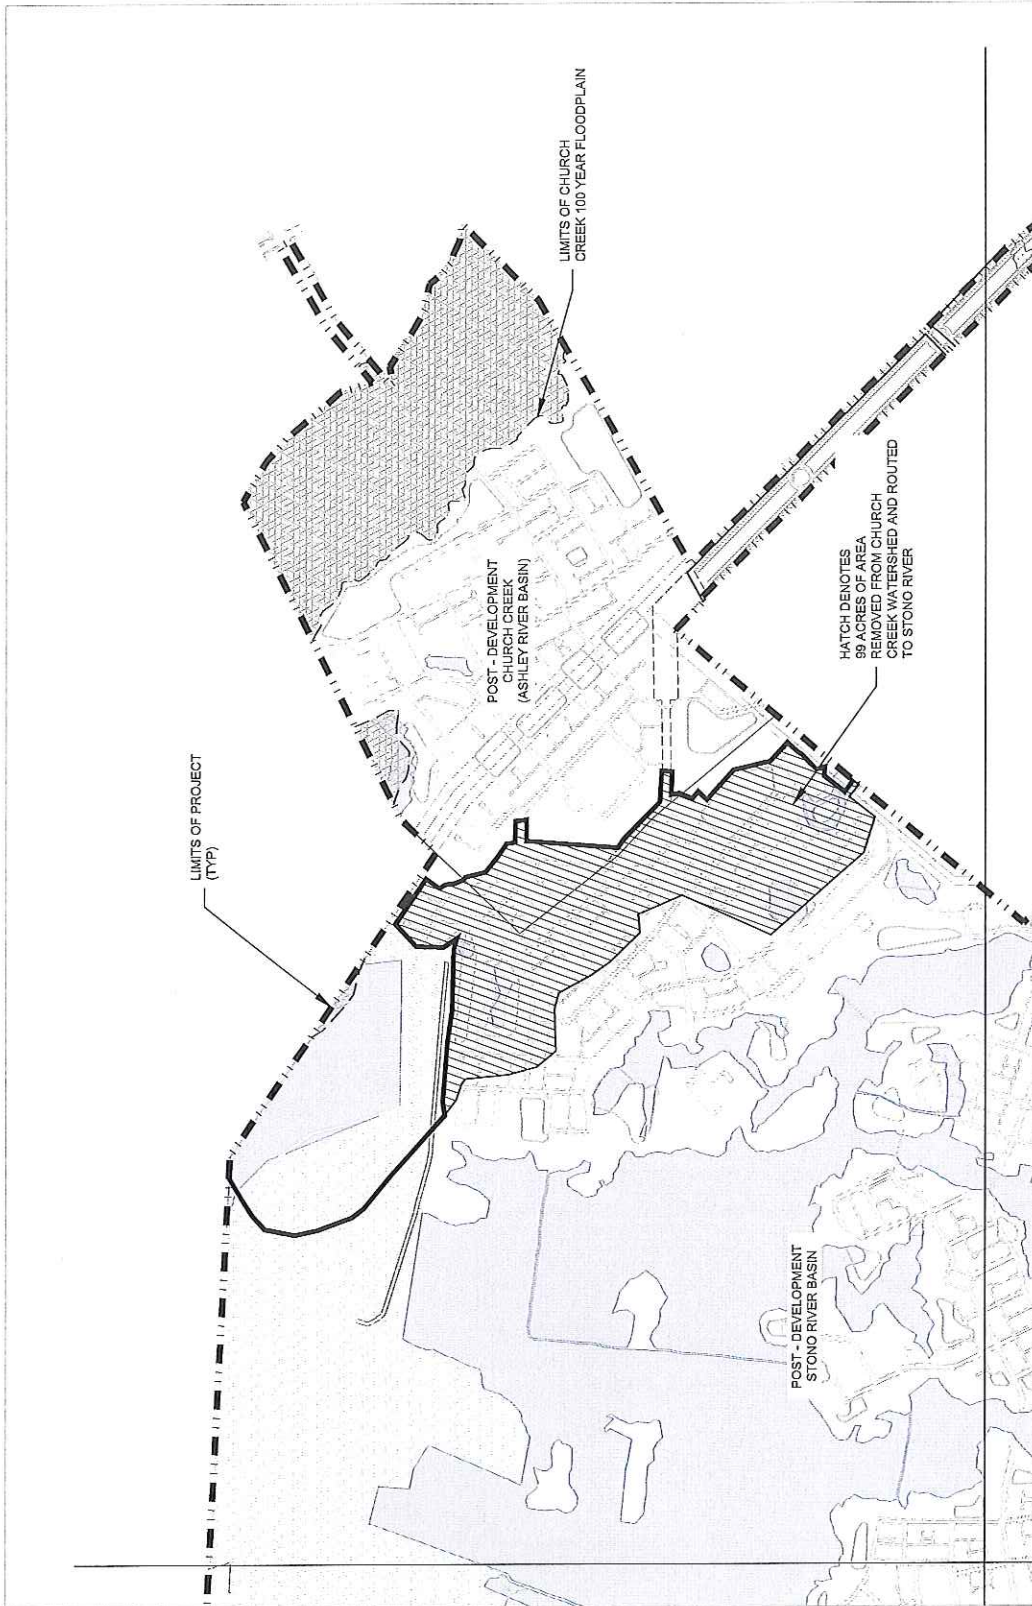 LIMITS OF PROJECT
(TYP)
LIMITS OF CHURCH
CREEK 100 YEAR FLOODPLAIN
POST - DEVELOPMENT
CHURCH CREEK
(ASHLEY RIVER BASIN)
HATCH DENOTES
99 ACRES OF AREA
REMOVED FROM CHURCH
CREEK WATERSHED AND ROUTED
TO STONO RIVER
POST - DEVELOPMENT
STONO RIVER BASIN